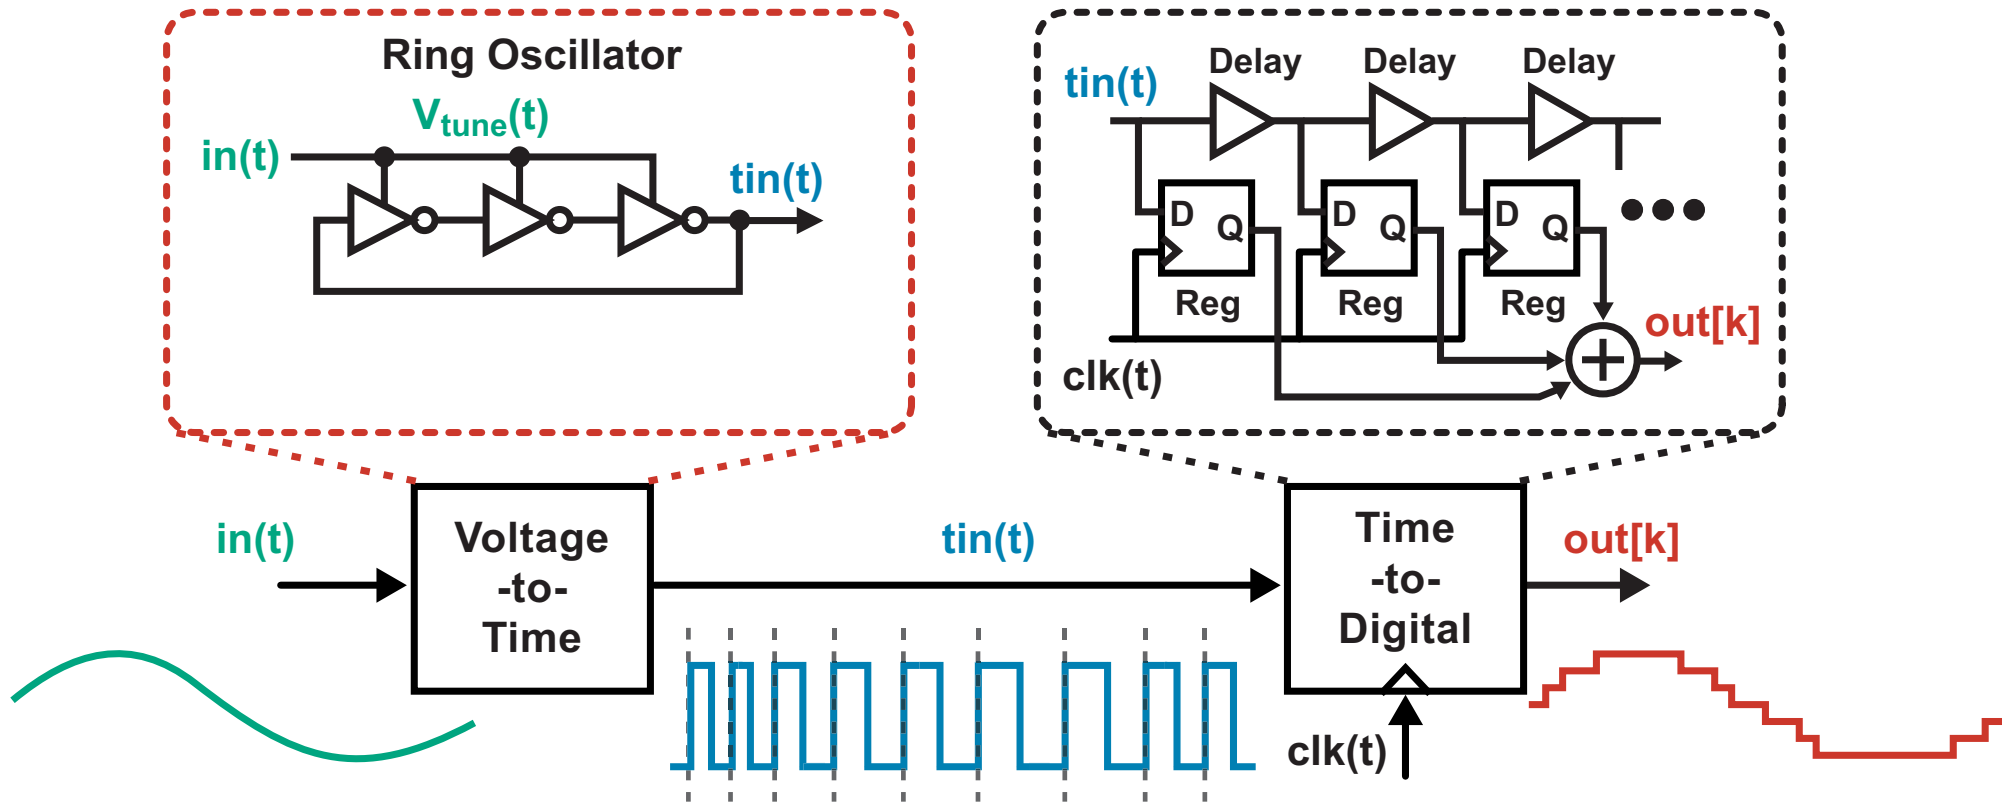 Ring Oscillator
V_tune(t)
in(t)
tin(t)
Delay Delay Delay
tin(t)
D Q D Q D Q
Reg Reg Reg
out[k]
clk(t)
in(t)
Voltage
-to-
Time
tin(t)
Time
-to-
Digital
out[k]
clk(t)